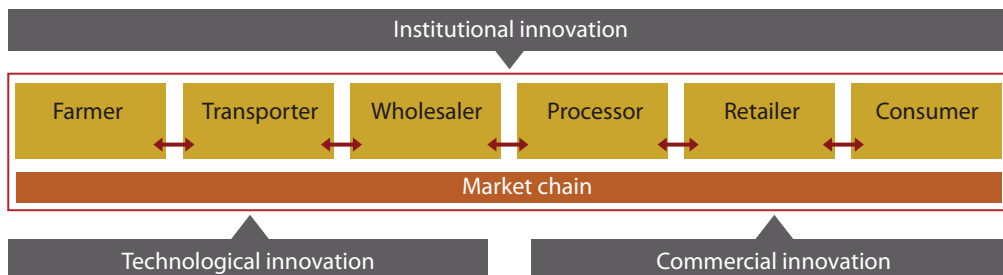 Institutional innovation
Farmer Transporter Wholesaler Processor Retailer Consumer
Market chain
Technological innovation Commercial innovation